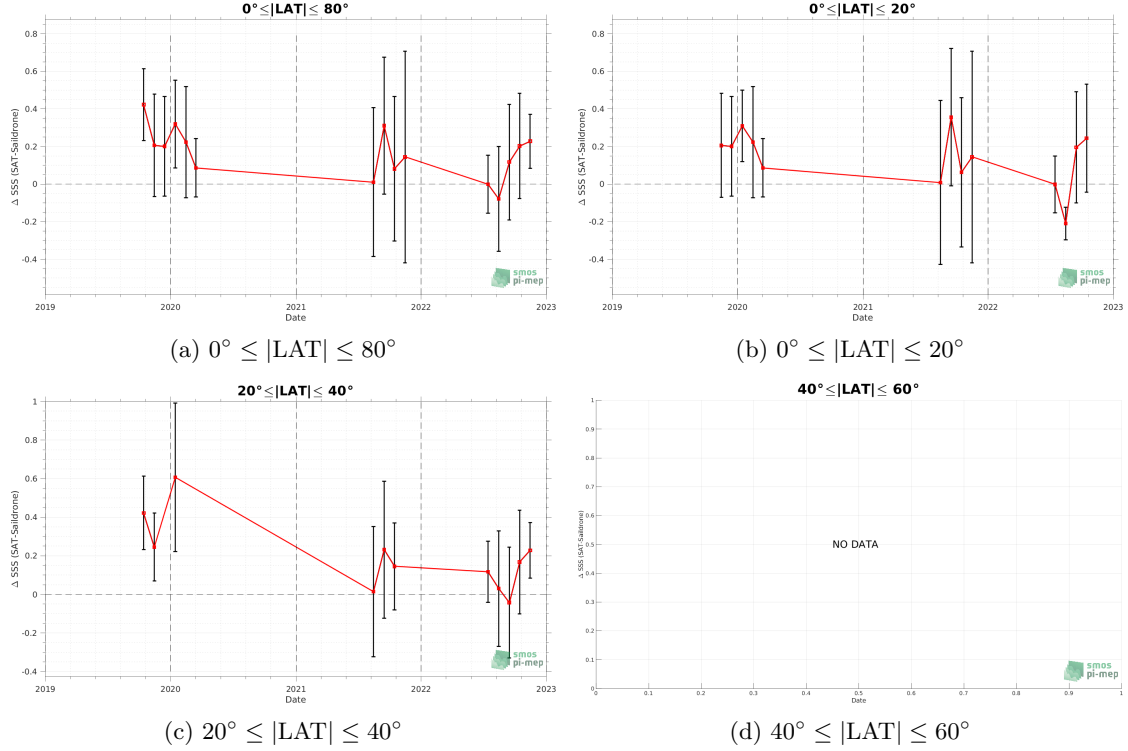 0°≤|LAT|≤ 80°
0.8
0.6
0.4
0.2
0
-0.2
-0.4
Δ SSS (SAT-Saildrone)
smos
pi-mep
2019 2020 2021 2022 2023
Date
(a) 0° ≤ |LAT| ≤ 80°
0°≤|LAT|≤ 20°
0.8
0.6
0.4
0.2
0
-0.2
-0.4
Δ SSS (SAT-Saildrone)
smos
pi-mep
2019 2020 2021 2022 2023
Date
(b) 0° ≤ |LAT| ≤ 20°
20°≤|LAT|≤ 40°
1
0.8
0.6
0.4
0.2
0
-0.2
-0.4
Δ SSS (SAT-Saildrone)
smos
pi-mep
2019 2020 2021 2022 2023
Date
(c) 20° ≤ |LAT| ≤ 40°
40°≤|LAT|≤ 60°
1
0.9
0.8
0.7
0.6
0.5
0.4
0.3
0.2
0.1
0
Δ SSS (SAT-Saildrone)
NO DATA
smos
pi-mep
0 0.1 0.2 0.3 0.4 0.5 0.6 0.7 0.8 0.9 1
Date
(d) 40° ≤ |LAT| ≤ 60°